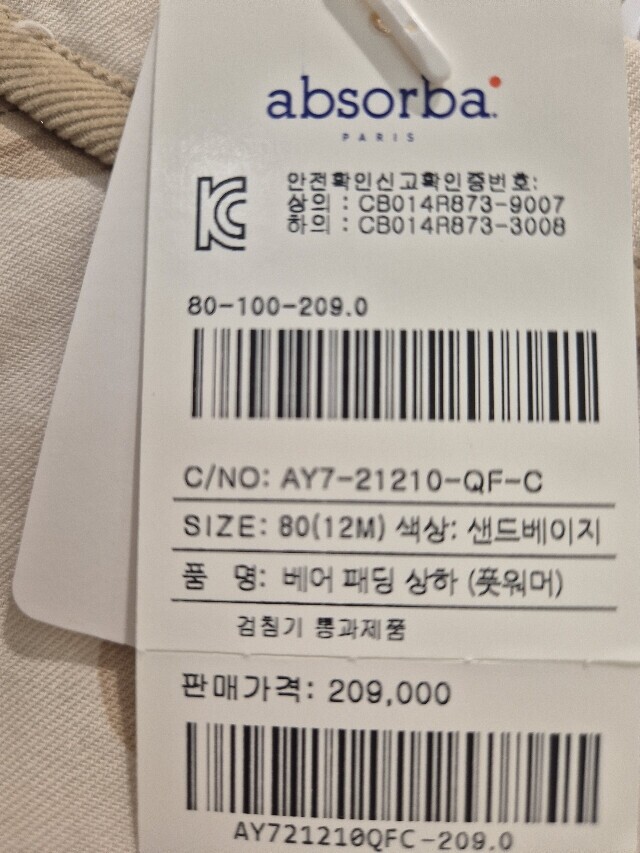 absorba.
PARIS
안전확인신고확인증번호:
상의 : CB014R873-9007
하의 : CB014R873-3008
80-100-209.0
C/NO: AY7-21210-QF-C
SIZE: 80(12M) 색상: 샌드베이지
품 명: 베어 패딩 상하 (풋워머)
검침기 통과제품
판매가격: 209,000
AY721210QFC-209.0